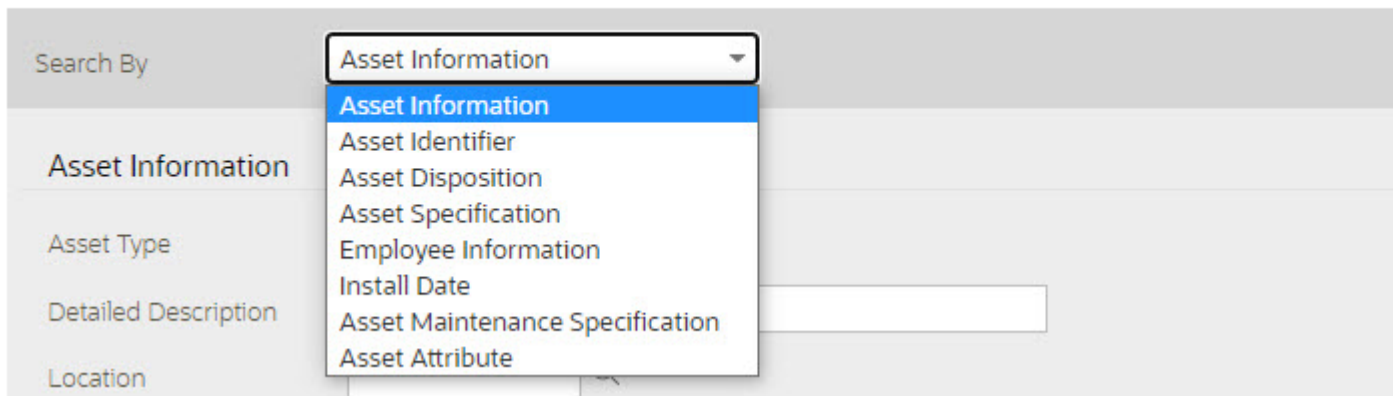 Search By
Asset Information
Asset Information
Asset Identifier
Asset Disposition
Asset Specification
Employee Information
Install Date
Asset Maintenance Specification
Asset Attribute
Asset Information
Asset Type
Detailed Description
Location